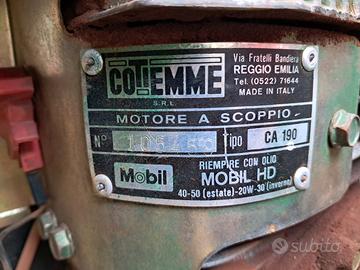 COTIEMME
S.R.L.
Via Fratelli Bandiera
REGGIO EMILIA
Tel. (0522) 71644
MADE IN ITALY
MOTORE A SCOPPIO
N° Tipo CA 190
Mobil
RIEMPIRE CON OLIO
MOBIL HD
40-50 (estate)-20W-30 (inverno)
subito